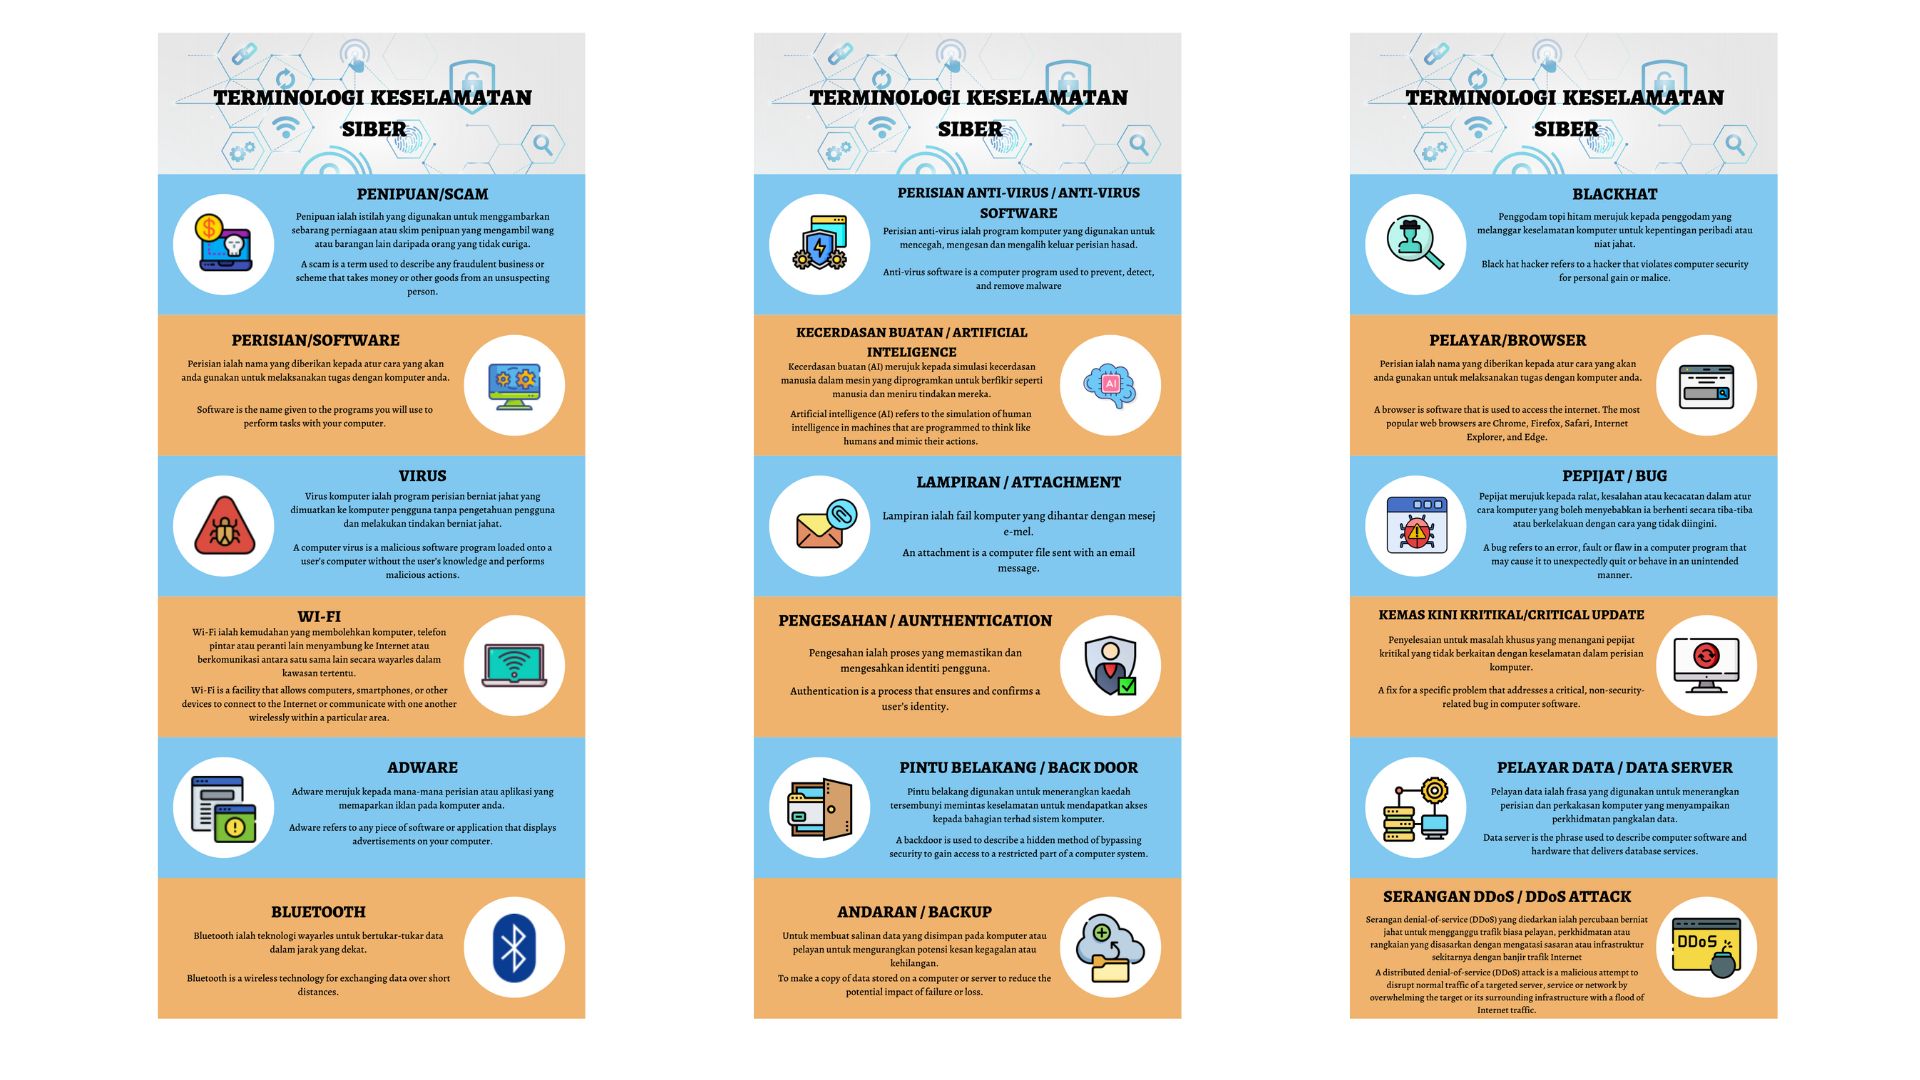 TERMINOLOGI KESELAMATAN
SIBER
PENIPUAN/SCAM
Penipuan ialah istilah yang digunakan untuk menggambarkan
sebarang perniagaan atau skim penipuan yang mengambil wang
atau barangan lain daripada orang yang tidak curiga.
A scam is a term used to describe any fraudulent business or
scheme that takes money or other goods from an unsuspecting
person.
PERISIAN/SOFTWARE
Perisian ialah nama yang diberikan kepada atur cara yang akan
anda gunakan untuk melaksanakan tugas dengan komputer anda.
Software is the name given to the programs you will use to
perform tasks with your computer.
VIRUS
Virus komputer ialah program perisian berniat jahat yang
dimuatkan ke komputer pengguna tanpa pengetahuan pengguna
dan melakukan tindakan berniat jahat.
A computer virus is a malicious software program loaded onto a
user's computer without the user's knowledge and performs
malicious actions.
WI-FI
Wi-Fi ialah kemudahan yang membolehkan komputer, telefon
pintar atau peranti lain menyambung ke Internet atau
berkomunikasi antara satu sama lain secara wayarles dalam
kawasan tertentu.
Wi-Fi is a facility that allows computers, smartphones, or other
devices to connect to the Internet or communicate with one another
wirelessly within a particular area.
ADWARE
Adware merujuk kepada mana-mana perisian atau aplikasi yang
memaparkan iklan pada komputer anda.
Adware refers to any piece of software or application that displays
advertisements on your computer.
BLUETOOTH
Bluetooth ialah teknologi wayarles untuk bertukar-tukar data
dalam jarak yang dekat.
Bluetooth is a wireless technology for exchanging data over short
distances.
TERMINOLOGI KESELAMATAN
SIBER
PERISIAN ANTI-VIRUS / ANTI-VIRUS
SOFTWARE
Perisian anti-virus ialah program komputer yang digunakan untuk
mencegah, mengesan dan mengalih keluar perisian hasad.
Anti-virus software is a computer program used to prevent, detect,
and remove malware
KECERDASAN BUATAN / ARTIFICIAL
INTELIGENCE
Kecerdasan buatan (AI) merujuk kepada simulasi kecerdasan
manusia dalam mesin yang diprogramkan untuk berfikir seperti
manusia dan meniru tindakan mereka.
Artificial intelligence (AI) refers to the simulation of human
intelligence in machines that are programmed to think like
humans and mimic their actions.
AI
LAMPIRAN / ATTACHMENT
Lampiran ialah fail komputer yang dihantar dengan mesej
e-mel.
An attachment is a computer file sent with an email
message.
PENGESAHAN / AUNTHENTICATION
Pengesahan ialah proses yang memastikan dan
mengesahkan identiti pengguna.
Authentication is a process that ensures and confirms a
user's identity.
PINTU BELAKANG / BACK DOOR
Pintu belakang digunakan untuk menerangkan kaedah
tersembunyi memintas keselamatan untuk mendapatkan akses
kepada bahagian terhad sistem komputer.
A backdoor is used to describe a hidden method of bypassing
security to gain access to a restricted part of a computer system.
ANDARAN / BACKUP
Untuk membuat salinan data yang disimpan pada komputer atau
pelayan untuk mengurangkan potensi kesan kegagalan atau
kehilangan.
To make a copy of data stored on a computer or server to reduce the
potential impact of failure or loss.
TERMINOLOGI KESELAMATAN
SIBER
BLACKHAT
Penggodam topi hitam merujuk kepada penggodam yang
melanggar keselamatan komputer untuk kepentingan peribadi atau
niat jahat.
Black hat hacker refers to a hacker that violates computer security
for personal gain or malice.
PELAYAR/BROWSER
Perisian ialah nama yang diberikan kepada atur cara yang akan
anda gunakan untuk melaksanakan tugas dengan komputer anda.
A browser is software that is used to access the internet. The most
popular web browsers are Chrome, Firefox, Safari, Internet
Explorer, and Edge.
PEPIJAT / BUG
Pepijat merujuk kepada ralat, kesalahan atau kecacatan dalam atur
cara komputer yang boleh menyebabkan ia berhenti secara tiba-tiba
atau berkelakuan dengan cara yang tidak diingini.
A bug refers to an error, fault or flaw in a computer program that
may cause it to unexpectedly quit or behave in an unintended
manner.
KEMAS KINI KRITIKAL/CRITICAL UPDATE
Penyelesaian untuk masalah khusus yang menangani pepijat
kritikal yang tidak berkaitan dengan keselamatan dalam perisian
komputer.
A fix for a specific problem that addresses a critical, non-security-
related bug in computer software.
PELAYAR DATA / DATA SERVER
Pelayan data ialah frasa yang digunakan untuk menerangkan
perisian dan perkakasan komputer yang menyampaikan
perkhidmatan pangkalan data.
Data server is the phrase used to describe computer software and
hardware that delivers database services.
SERANGAN DDoS / DDoS ATTACK
Serangan denial-of-service (DDoS) yang diedarkan ialah percubaan berniat
jahat untuk mengganggu trafik biasa pelayan, perkhidmatan atau
rangkaian yang disasarkan dengan mengatasi sasaran atau infrastruktur
sekitarnya dengan banjir trafik Internet
A distributed denial-of-service (DDoS) attack is a malicious attempt to
disrupt normal traffic of a targeted server, service or network by
overwhelming the target or its surrounding infrastructure with a flood of
Internet traffic.
DDoS